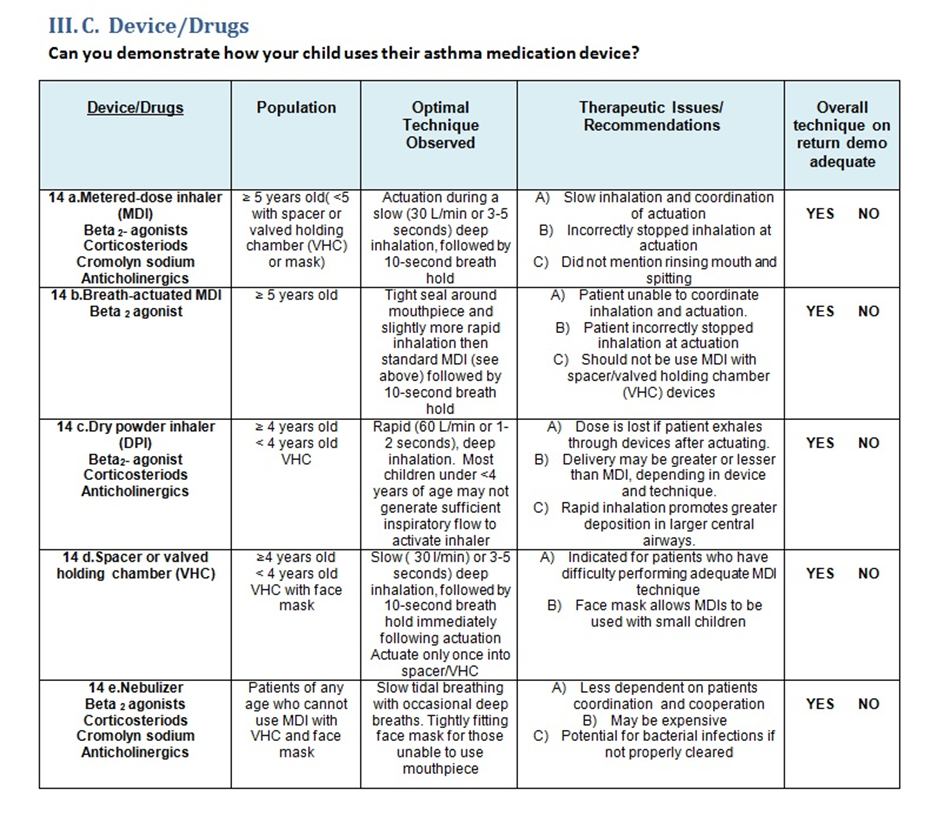 III. C. Device/Drugs
Can you demonstrate how your child uses their asthma medication device?
Device/Drugs
Population
Optimal
Technique
Observed
Therapeutic Issues/
Recommendations
Overall
technique on
return demo
adequate
14 a.Metered-dose inhaler
(MDI)
Beta 2- agonists
Corticosteriods
Cromolyn sodium
Anticholinergics
≥ 5 years old( <5
with spacer or
valved holding
chamber (VHC)
or mask)
Actuation during a
slow (30 L/min or 3-5
seconds) deep
inhalation, followed by
10-second breath
hold
A) Slow inhalation and coordination
of actuation
B) Incorrectly stopped inhalation at
actuation
C) Did not mention rinsing mouth and
spitting
YES NO
14 b.Breath-actuated MDI
Beta 2 agonist
≥ 5 years old
Tight seal around
mouthpiece and
slightly more rapid
inhalation then
standard MDI (see
above) followed by
10-second breath
hold
A) Patient unable to coordinate
inhalation and actuation.
B) Patient incorrectly stopped
inhalation at actuation
C) Should not be use MDI with
spacer/valved holding chamber
(VHC) devices
YES NO
14 c.Dry powder inhaler
(DPI)
Beta2- agonist
Corticosteriods
Anticholinergics
≥ 4 years old
< 4 years old
VHC
Rapid (60 L/min or 1-
2 seconds), deep
inhalation. Most
children under <4
years of age may not
generate sufficient
inspiratory flow to
activate inhaler
A) Dose is lost if patient exhales
through devices after actuating.
B) Delivery may be greater or lesser
than MDI, depending in device
and technique.
C) Rapid inhalation promotes greater
deposition in larger central
airways.
YES NO
14 d.Spacer or valved
holding chamber (VHC)
≥4 years old
< 4 years old
VHC with face
mask
Slow ( 30 l/min) or 3-5
seconds) deep
inhalation, followed by
10-second breath
hold immediately
following actuation
Actuate only once into
spacer/VHC
A) Indicated for patients who have
difficulty performing adequate MDI
technique
B) Face mask allows MDIs to be
used with small children
YES NO
14 e.Nebulizer
Beta 2 agonists
Corticosteriods
Cromolyn sodium
Anticholinergics
Patients of any
age who cannot
use MDI with
VHC and face
mask
Slow tidal breathing
with occasional deep
breaths. Tightly fitting
face mask for those
unable to use
mouthpiece
A) Less dependent on patients
coordination and cooperation
B) May be expensive
C) Potential for bacterial infections if
not properly cleared
YES NO